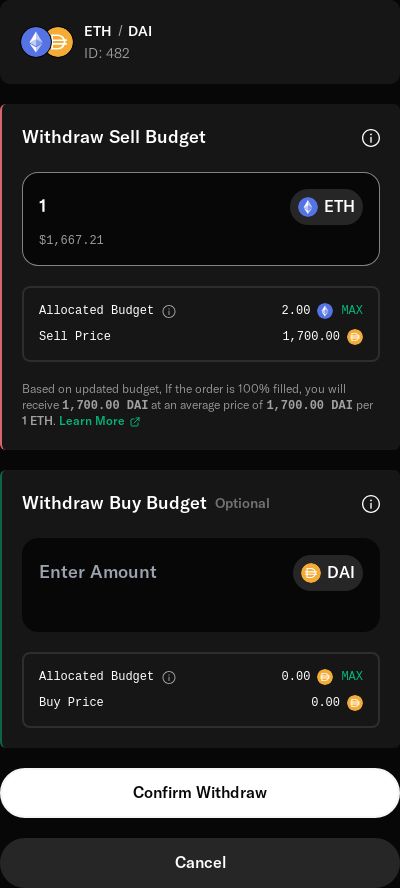 ETH / DAI
ID: 482
Withdraw Sell Budget
1
ETH
$1,667.21
Allocated Budget 2.00 MAX
Sell Price 1,700.00
Based on updated budget, If the order is 100% filled, you will
receive 1,700.00 DAI at an average price of 1,700.00 DAI per
1 ETH. Learn More
Withdraw Buy Budget Optional
Enter Amount
DAI
Allocated Budget 0.00 MAX
Buy Price 0.00
Confirm Withdraw
Cancel